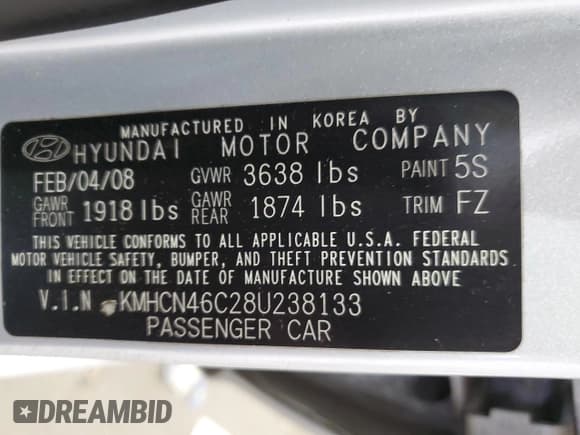 MANUFACTURED IN KOREA BY
HYUNDAI MOTOR COMPANY
FEB/04/08 GVWR 3638 lbs PAINT 5S
GAWR FRONT 1918 lbs GAWR REAR 1874 lbs TRIM FZ
THIS VEHICLE CONFORMS TO ALL APPLICABLE U.S.A. FEDERAL
MOTOR VEHICLE SAFETY, BUMPER, AND THEFT PREVENTION STANDARDS
IN EFFECT ON THE DATE OF MANUFACTURE SHOWN ABOVE
V.I.N KMHCN46C28U238133
PASSENGER CAR
DREAMBID